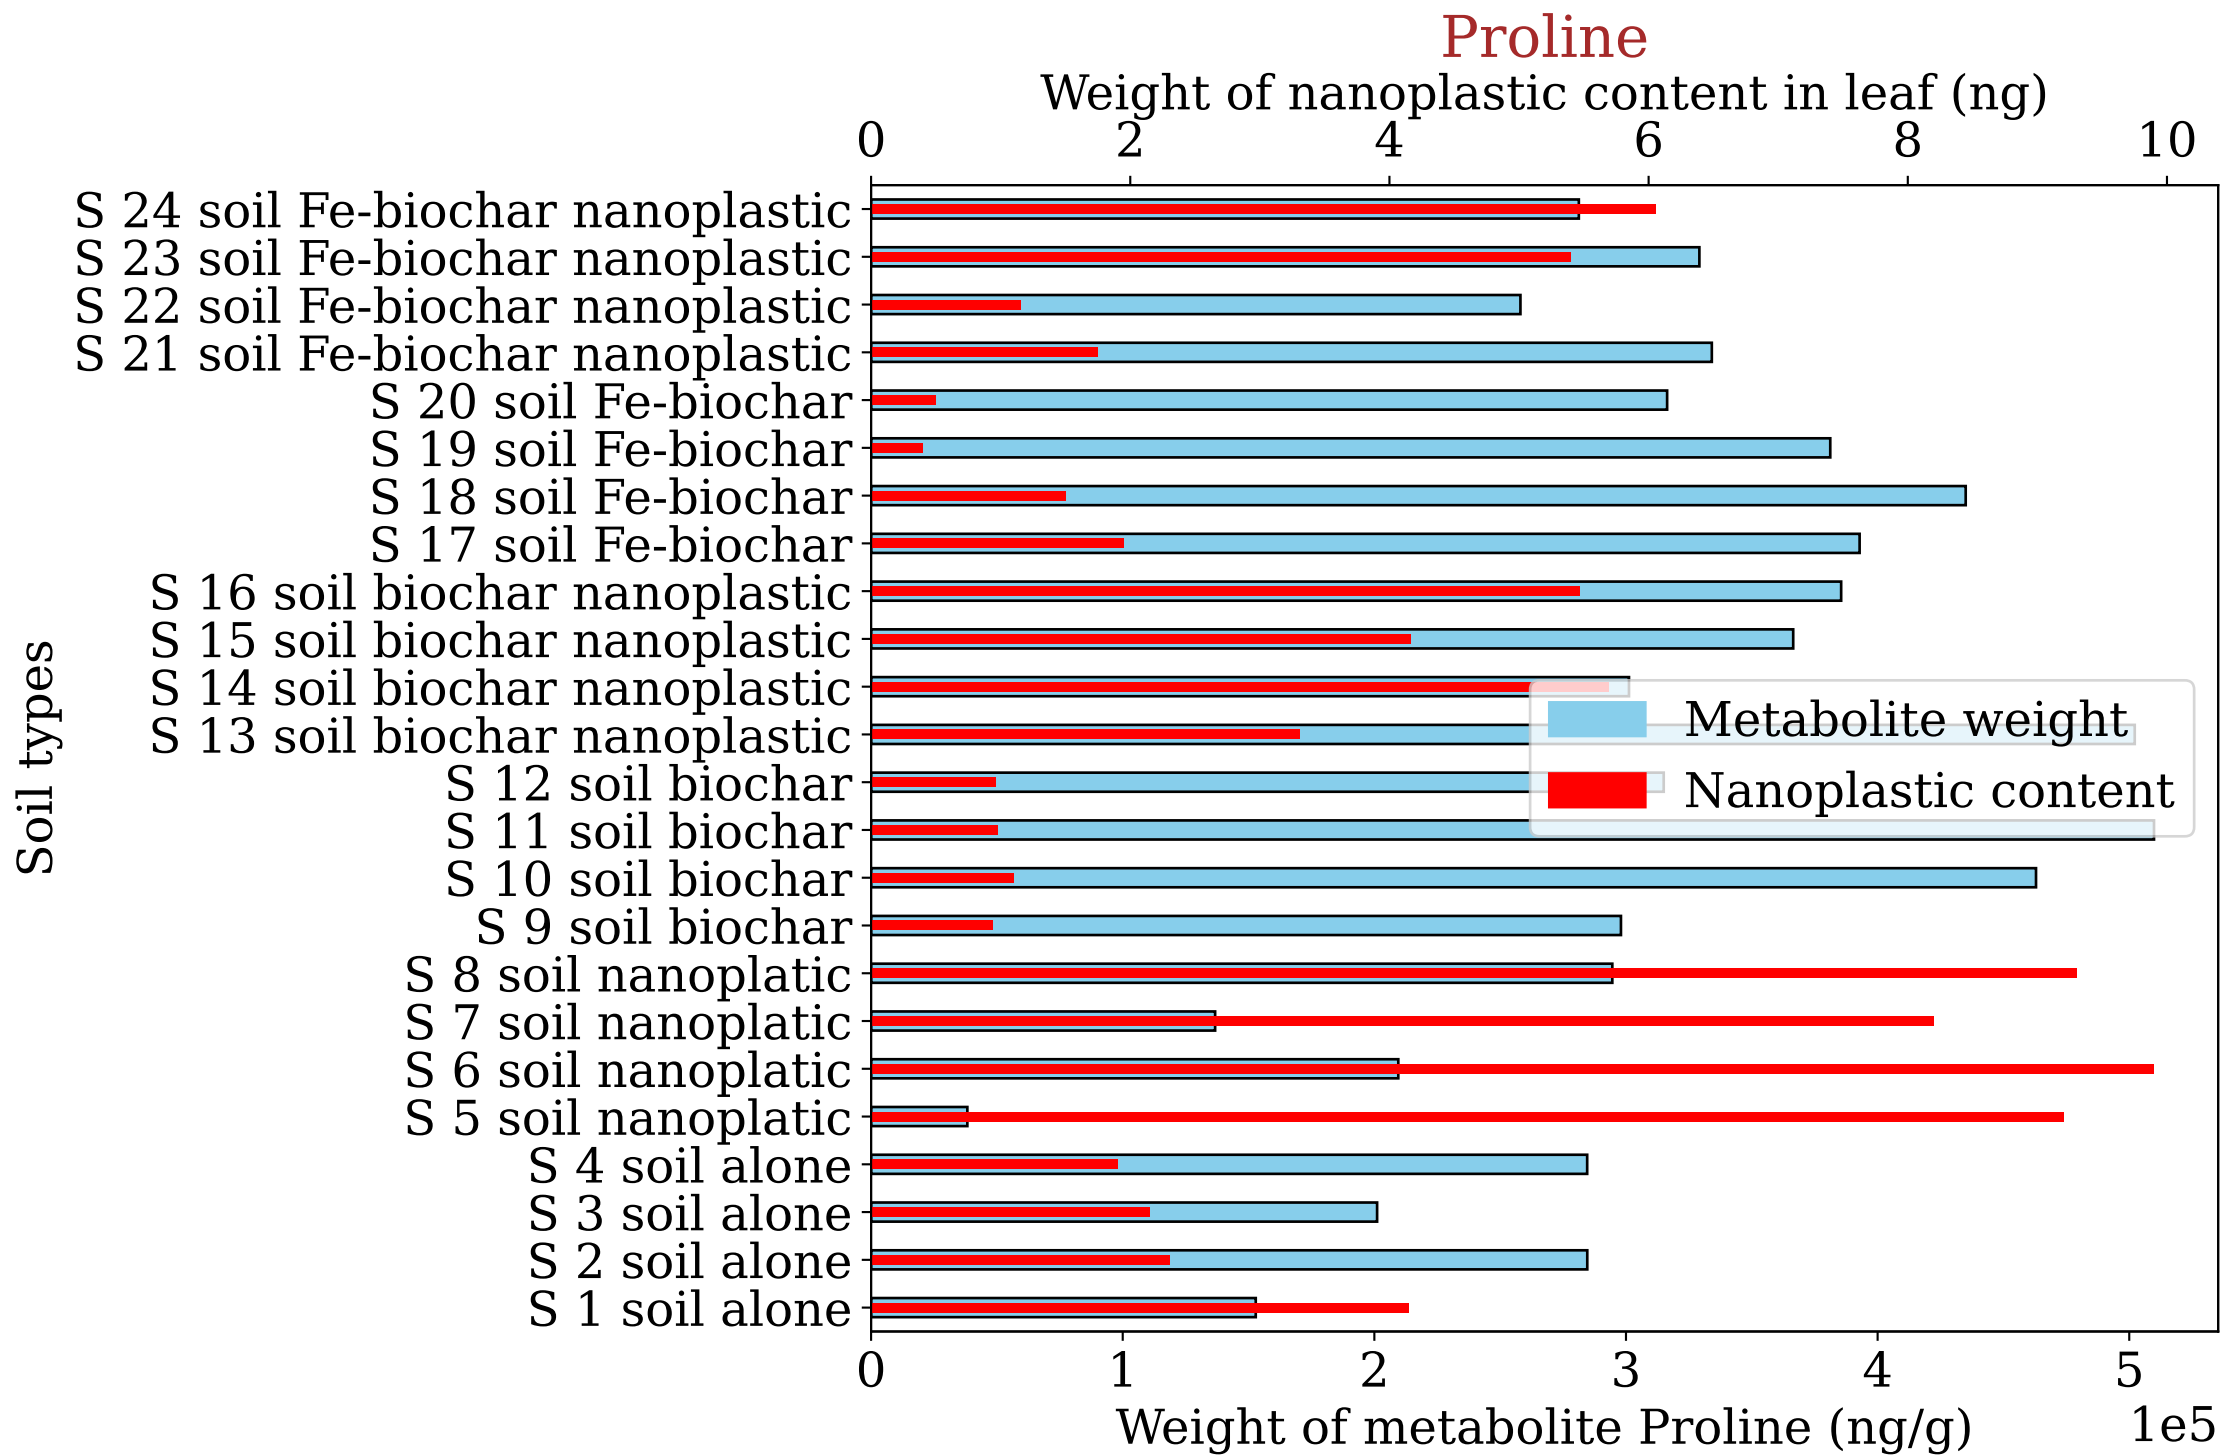 Proline
Weight of nanoplastic content in leaf (ng)
0 2 4 6 8 10
S 24 soil Fe-biochar nanoplastic
S 23 soil Fe-biochar nanoplastic
S 22 soil Fe-biochar nanoplastic
S 21 soil Fe-biochar nanoplastic
S 20 soil Fe-biochar
S 19 soil Fe-biochar
S 18 soil Fe-biochar
S 17 soil Fe-biochar
S 16 soil biochar nanoplastic
S 15 soil biochar nanoplastic
S 14 soil biochar nanoplastic
S 13 soil biochar nanoplastic
S 12 soil biochar
S 11 soil biochar
S 10 soil biochar
S 9 soil biochar
S 8 soil nanoplatic
S 7 soil nanoplatic
S 6 soil nanoplatic
S 5 soil nanoplatic
S 4 soil alone
S 3 soil alone
S 2 soil alone
S 1 soil alone
Soil types
Metabolite weight
Nanoplastic content
0 1 2 3 4 5
Weight of metabolite Proline (ng/g)
1e5